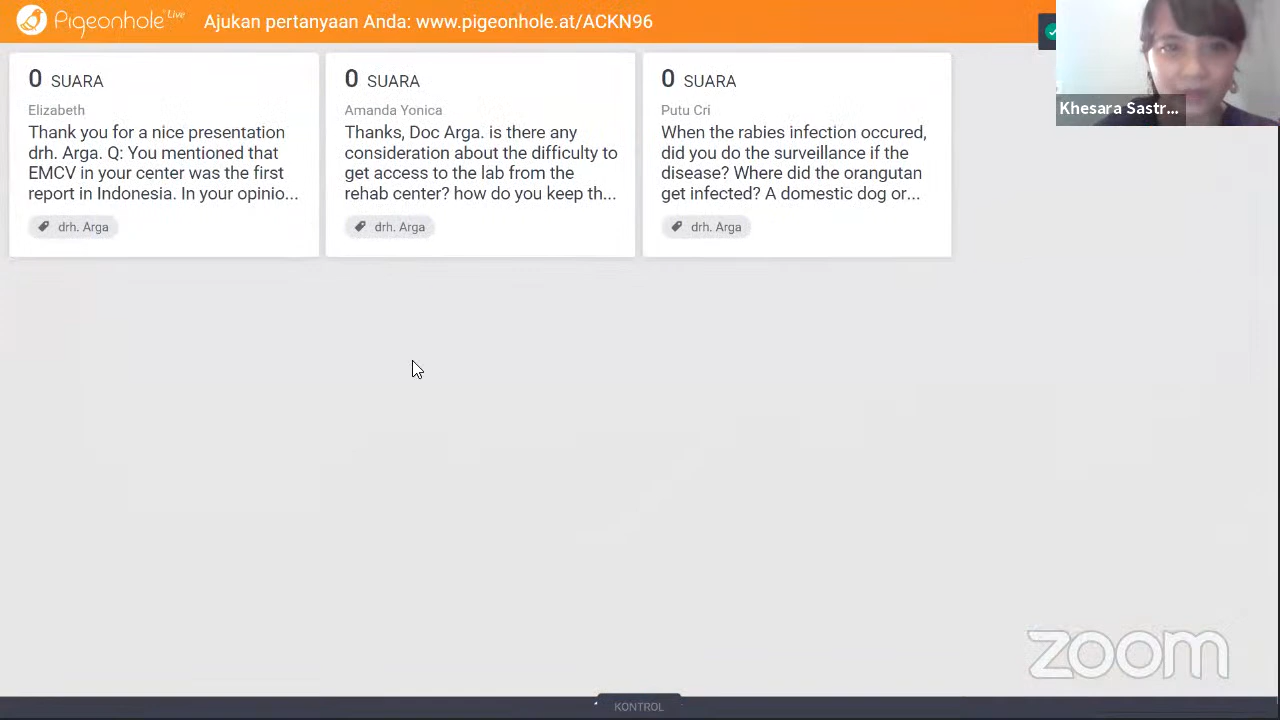 Pigeonhole Live
Ajukan pertanyaan Anda: www.pigeonhole.at/ACKN96
0 SUARA
Elizabeth
Thank you for a nice presentation
drh. Arga. Q: You mentioned that
EMCV in your center was the first
report in Indonesia. In your opinio...
drh. Arga
0 SUARA
Amanda Yonica
Thanks, Doc Arga. is there any
consideration about the difficulty to
get access to the lab from the
rehab center? how do you keep th...
drh. Arga
0 SUARA
Putu Cri
When the rabies infection occured,
did you do the surveillance if the
disease? Where did the orangutan
get infected? A domestic dog or...
drh. Arga
Khesara Sastr...
zoom
KONTROL